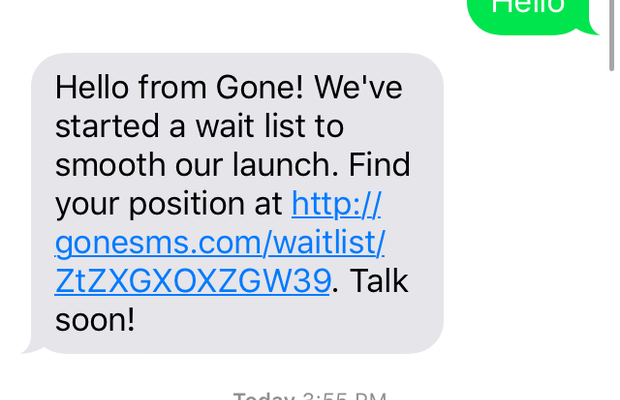 Hello
Hello from Gone! We've
started a wait list to
smooth our launch. Find
your position at http://
gonesms.com/waitlist/
ZtZXGXOXZGW39. Talk
soon!
Today 3:55 PM